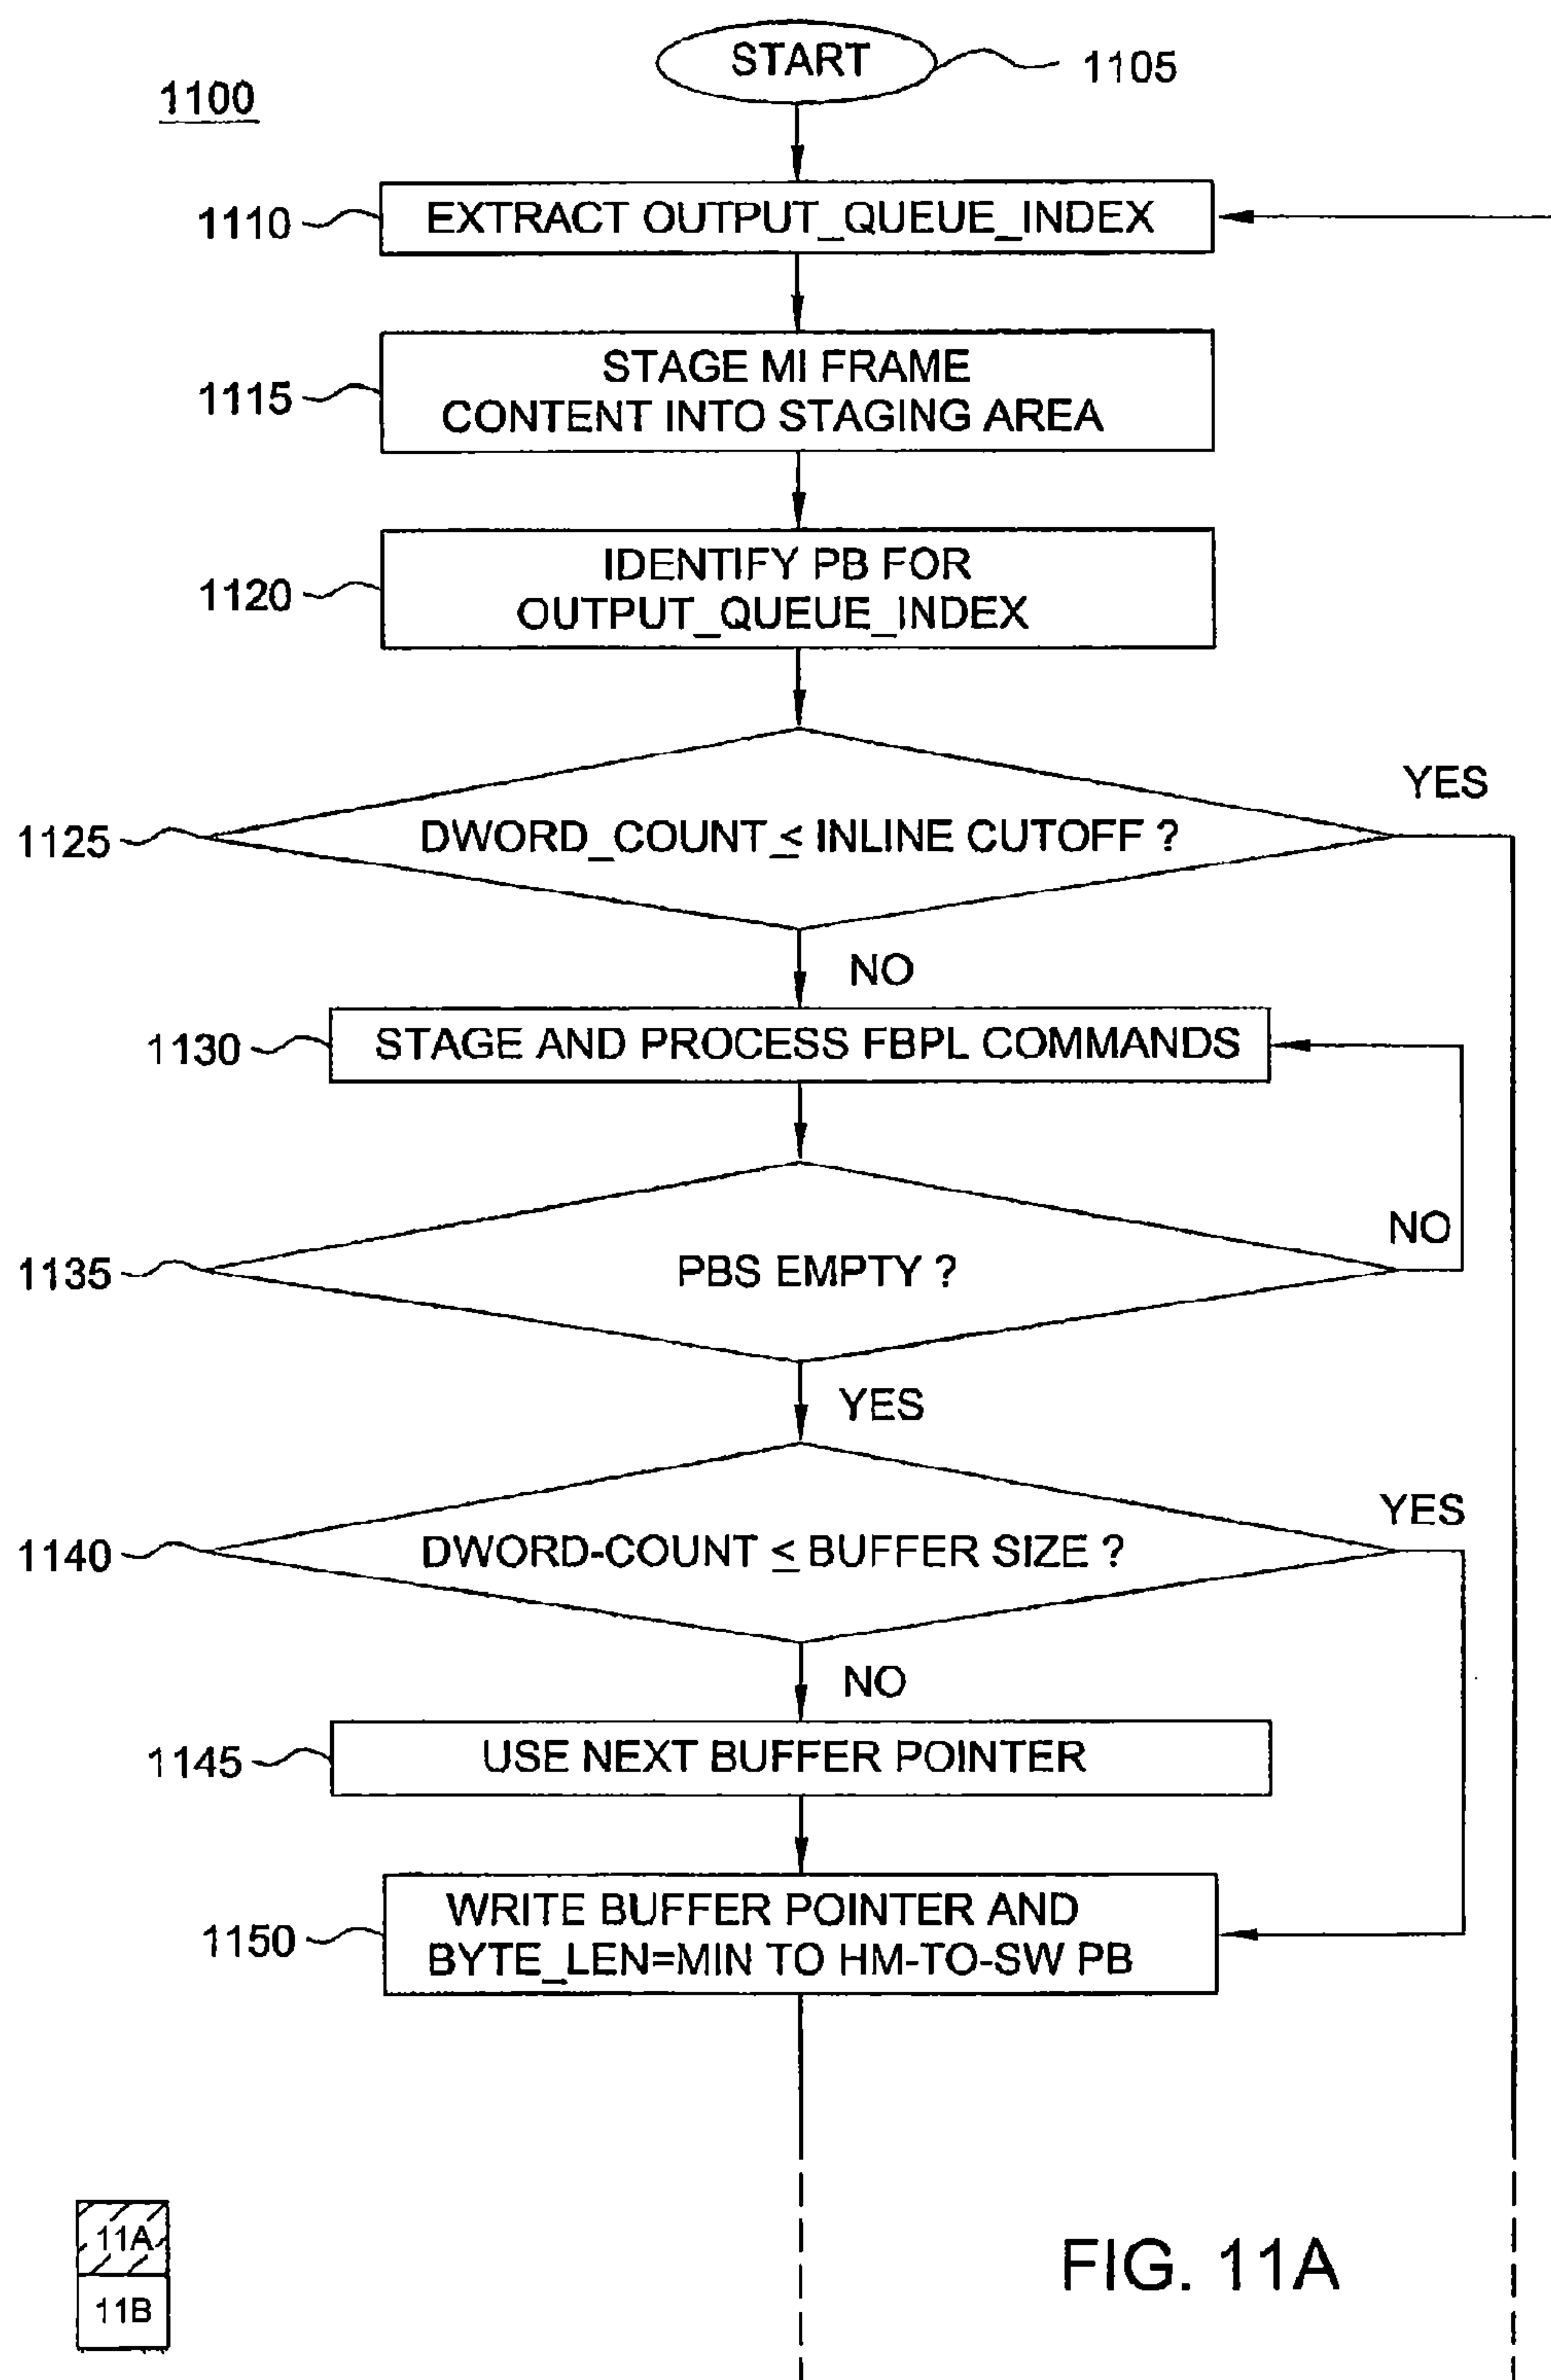 START
1105
1100
1110
EXTRACT OUTPUT_QUEUE_INDEX
1115
STAGE MI FRAME
CONTENT INTO STAGING AREA
1120
IDENTIFY PB FOR
OUTPUT_QUEUE_INDEX
YES
1125
DWORD_COUNT ≤ INLINE CUTOFF ?
NO
1130
STAGE AND PROCESS FBPL COMMANDS
NO
1135
PBS EMPTY ?
YES
YES
1140
DWORD-COUNT ≤ BUFFER SIZE ?
NO
1145
USE NEXT BUFFER POINTER
1150
WRITE BUFFER POINTER AND
BYTE_LEN=MIN TO HM-TO-SW PB
11A
11B
FIG. 11A